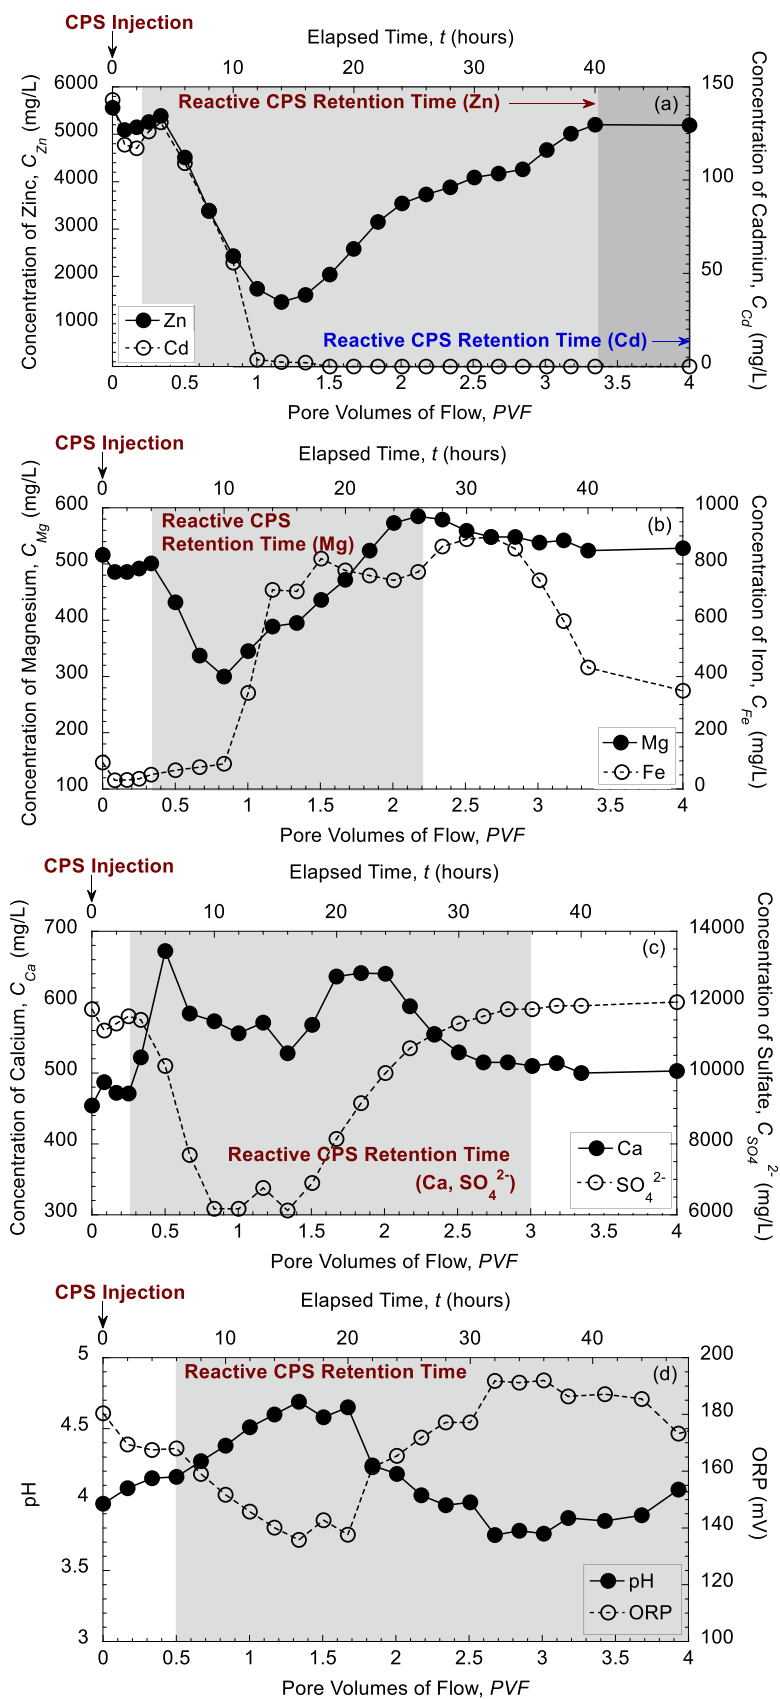 CPS Injection
Elapsed Time, t (hours)
0 10 20 30 40
6000 150
Reactive CPS Retention Time (Zn) (a)
5000
4000 100
3000
2000 50
1000
Zn
Cd
Reactive CPS Retention Time (Cd)
0
0 0.5 1 1.5 2 2.5 3 3.5 4
Pore Volumes of Flow, PVF
Concentration of Zinc, C_Zn (mg/L)
Concentration of Cadmiun, C_Cd (mg/L)
CPS Injection
Elapsed Time, t (hours)
0 10 20 30 40
600 1000
Reactive CPS
Retention Time (Mg) (b)
500 800
400 600
300 400
200 200
Mg
Fe
100 0
0 0.5 1 1.5 2 2.5 3 3.5 4
Pore Volumes of Flow, PVF
Concentration of Magnesium, C_Mg (mg/L)
Concentration of Iron, C_Fe (mg/L)
CPS Injection
Elapsed Time, t (hours)
0 10 20 30 40
700 14000
(c)
600 12000
500 10000
400 8000
Reactive CPS Retention Time
(Ca, SO₄²⁻)
Ca
SO₄²⁻
300 6000
0 0.5 1 1.5 2 2.5 3 3.5 4
Pore Volumes of Flow, PVF
Concentration of Calcium, C_Ca (mg/L)
Concentration of Sulfate, C_SO4²⁻ (mg/L)
CPS Injection
Elapsed Time, t (hours)
0 10 20 30 40
5 200
Reactive CPS Retention Time (d)
4.5 180
4 160
3.5 140
120
pH
ORP
3 100
0 0.5 1 1.5 2 2.5 3 3.5 4
Pore Volumes of Flow, PVF
pH
ORP (mV)